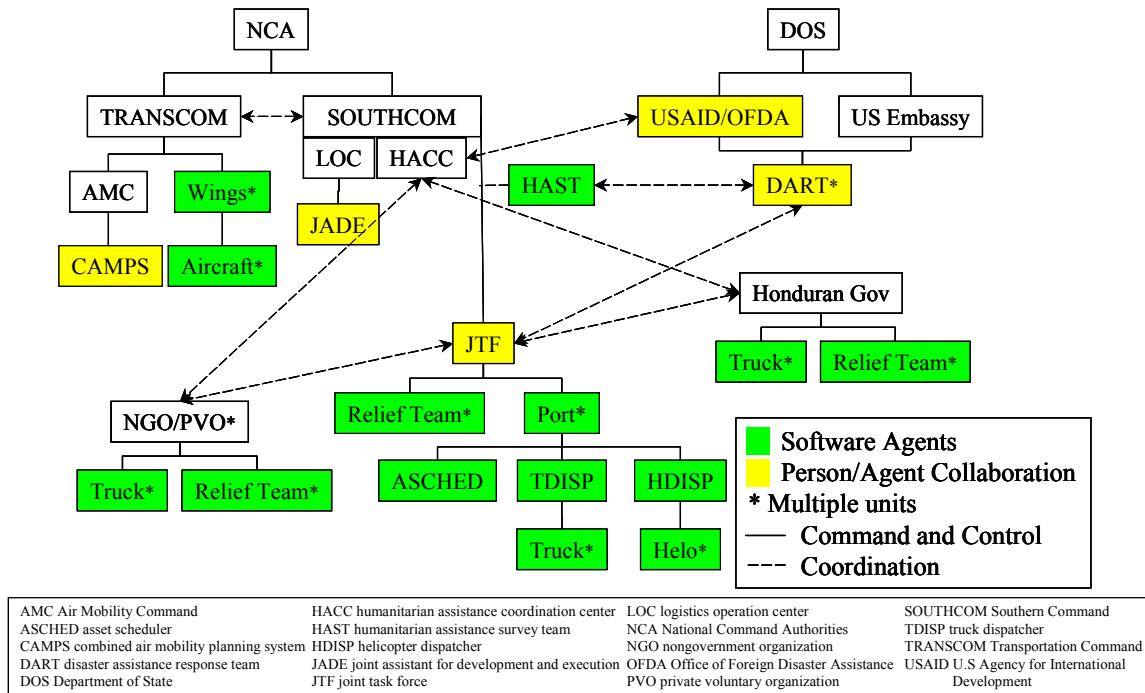 NCA
DOS
TRANSCOM
SOUTHCOM
USAID/OFDA
US Embassy
LOC
HACC
AMC
Wings*
HAST
DART*
JADE
CAMPS
Aircraft*
Honduran Gov
JTF
Truck*
Relief Team*
NGO/PVO*
Relief Team*
Port*
Truck*
Relief Team*
ASCHED
TDISP
HDISP
Truck*
Helo*
Software Agents
Person/Agent Collaboration
* Multiple units
Command and Control
Coordination
AMC Air Mobility Command
ASCHED asset scheduler
CAMPS combined air mobility planning system
DART disaster assistance response team
DOS Department of State
HACC humanitarian assistance coordination center
HAST humanitarian assistance survey team
HDISP helicopter dispatcher
JADE joint assistant for development and execution
JTF joint task force
LOC logistics operation center
NCA National Command Authorities
NGO nongovernment organization
OFDA Office of Foreign Disaster Assistance
PVO private voluntary organization
SOUTHCOM Southern Command
TDISP truck dispatcher
TRANSCOM Transportation Command
USAID U.S Agency for International
Development